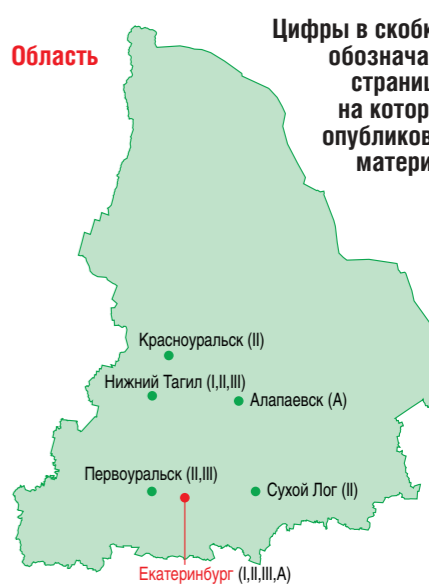 Область
Цифры в
обознача
страниц
на котор
опубликов
матери
Красноуральск (II)
Нижний Тагил (I,II,III)
Алапаевск (А)
Первоуральск (II,III)
Сухой Лог (II)
Екатеринбург (I,II,III,А)